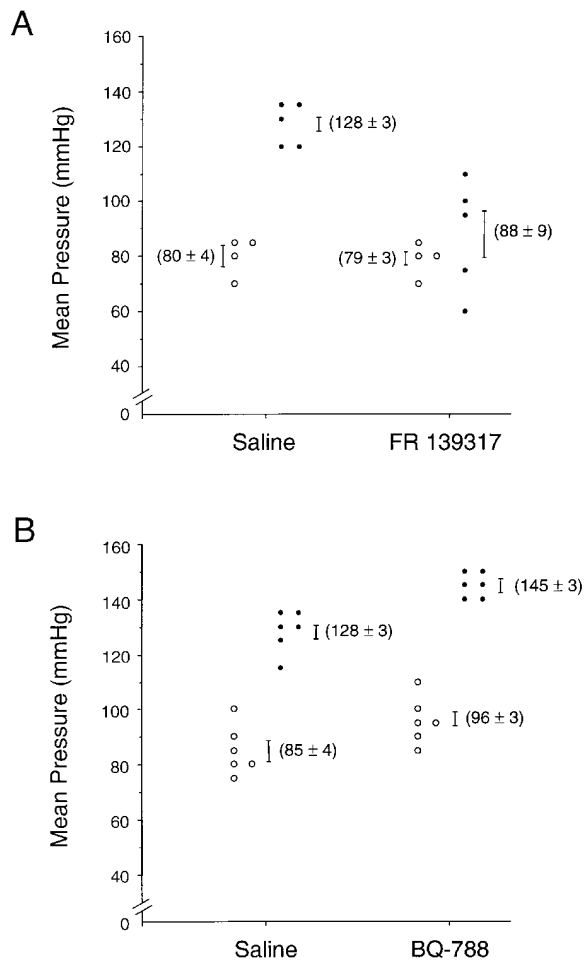 A
Mean Pressure (mmHg)
160
140
120
100
80
60
40
0
(128 ± 3)
(80 ± 4)
(79 ± 3)
(88 ± 9)
Saline
FR 139317
B
Mean Pressure (mmHg)
160
140
120
100
80
60
40
0
(145 ± 3)
(128 ± 3)
(96 ± 3)
(85 ± 4)
Saline
BQ-788